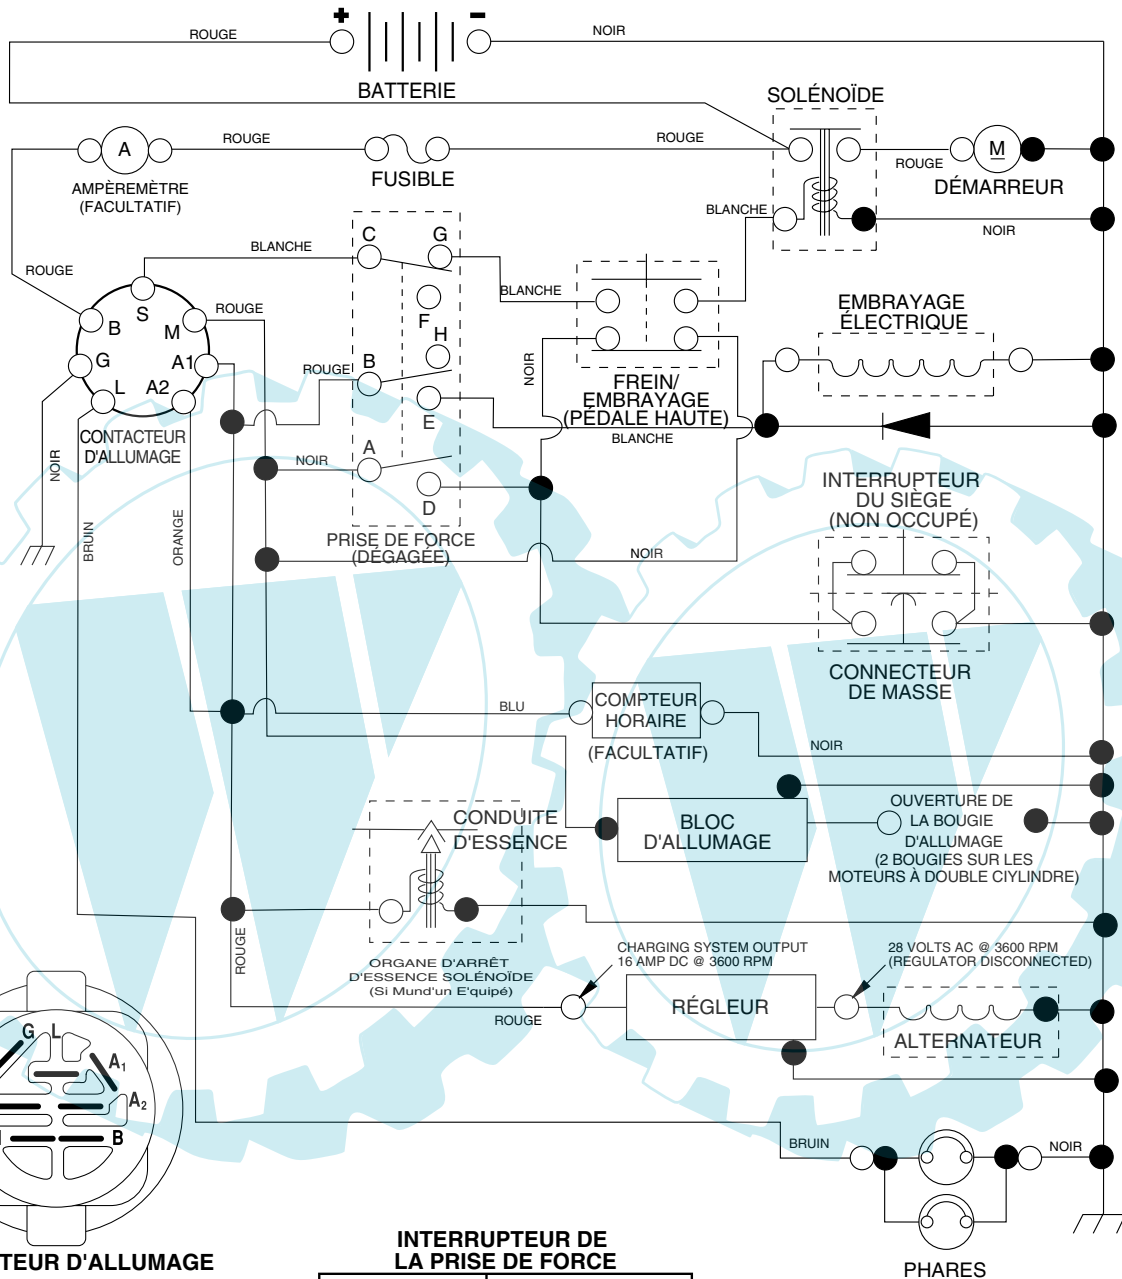 + -
ROUGE
NOIR
BATTERIE
SOLÉNOÏDE
ROUGE
ROUGE
A
M
ROUGE
AMPÈREMÈTRE
(FACULTATIF)
FUSIBLE
DÉMARREUR
BLANCHE
NOIR
C G
BLANCHE
ROUGE
BLANCHE
ROUGE
S
B M
F
H
EMBRAYAGE
ÉLECTRIQUE
G A1
L A2
ROUGE
B
NOIR
E
FREIN/
EMBRAYAGE
(PÉDALE HAUTE)
BLANCHE
CONTACTEUR
D'ALLUMAGE
NOIR
A
NOIR
D
INTERRUPTEUR
DU SIÈGE
(NON OCCUPÉ)
BRUIN
ORANGE
PRISE DE FORCE
(DÉGAGÉE)
NOIR
CONNECTEUR
DE MASSE
BLU
COMPTEUR
HORAIRE
(FACULTATIF)
NOIR
CONDUITE
D'ESSENCE
BLOC
D'ALLUMAGE
OUVERTURE DE
LA BOUGIE
D'ALLUMAGE
(2 BOUGIES SUR LES
MOTEURS À DOUBLE CIYLINDRE)
ROUGE
ORGANE D'ARRÊT
D'ESSENCE SOLÉNOÏDE
(Si Mund'un E'quipé)
CHARGING SYSTEM OUTPUT
16 AMP DC @ 3600 RPM
28 VOLTS AC @ 3600 RPM
(REGULATOR DISCONNECTED)
ROUGE
RÉGLEUR
ALTERNATEUR
G L
A1
A2
B
BRUIN
NOIR
TEUR D'ALLUMAGE
INTERRUPTEUR DE
LA PRISE DE FORCE
PHARES